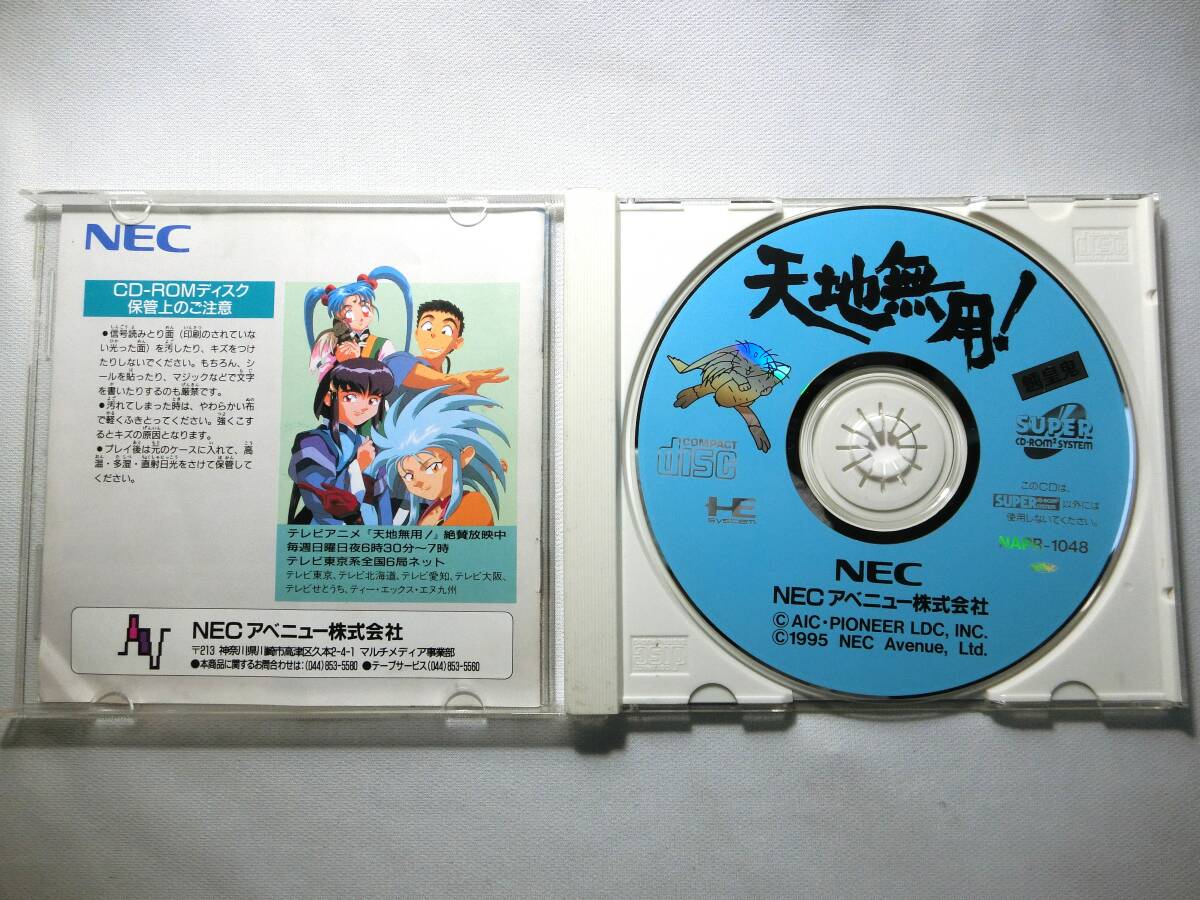 NEC
CD-ROMディスク
保管上のご注意
●信号読みとり面(印刷のされていな
い光った面)を汚したり、キズをつけ
たりしないでください。もちろん、シ
ールを貼ったり、マジックなどで文字
を書いたりするのも厳禁です。
●汚れてしまった時は、やわらかい布
で軽くふきとってください。強くこす
るとキズの原因となります。
●プレイ後は元のケースに入れて、高
温・多湿・直射日光をさけて保管して
ください。
テレビアニメ「天地無用!」絶賛放映中
毎週日曜日夜6時30分〜7時
テレビ東京系全国6局ネット
テレビ東京、テレビ北海道、テレビ愛知、テレビ大阪、
テレビせとうち、ティー・エックス・エヌ九州
NECアベニュー株式会社
〒213 神奈川県川崎市高津区久本2-4-1 マルチメディア事業部
●本商品に関するお問合わせは:(044)853-5580 ●テープサービス(044)853-5560
天地無用!
魎皇鬼
SUPER
CD-ROM² SYSTEM
COMPACT
disc
HE
SYSTEM
このCDは、
SUPER CD-ROM² SYSTEM 以外には
使用しないでください。
NAPR-1048
NEC
NECアベニュー株式会社
©AIC・PIONEER LDC, INC.
©1995 NEC Avenue, Ltd.